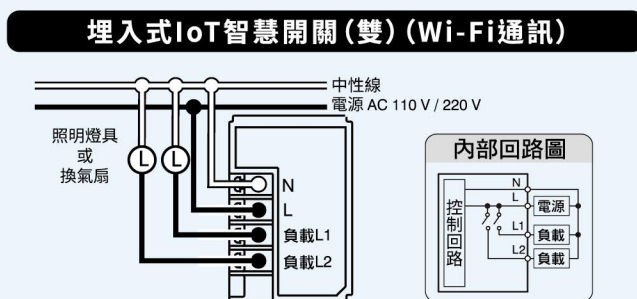 埋入式IoT智慧開關(雙)(Wi-Fi通訊)
中性線
電源 AC 110 V / 220 V
照明燈具
或
換氣扇
L
L
N
L
負載L1
負載L2
內部回路圖
控制回路
N
L
電源
L1
負載
L2
負載